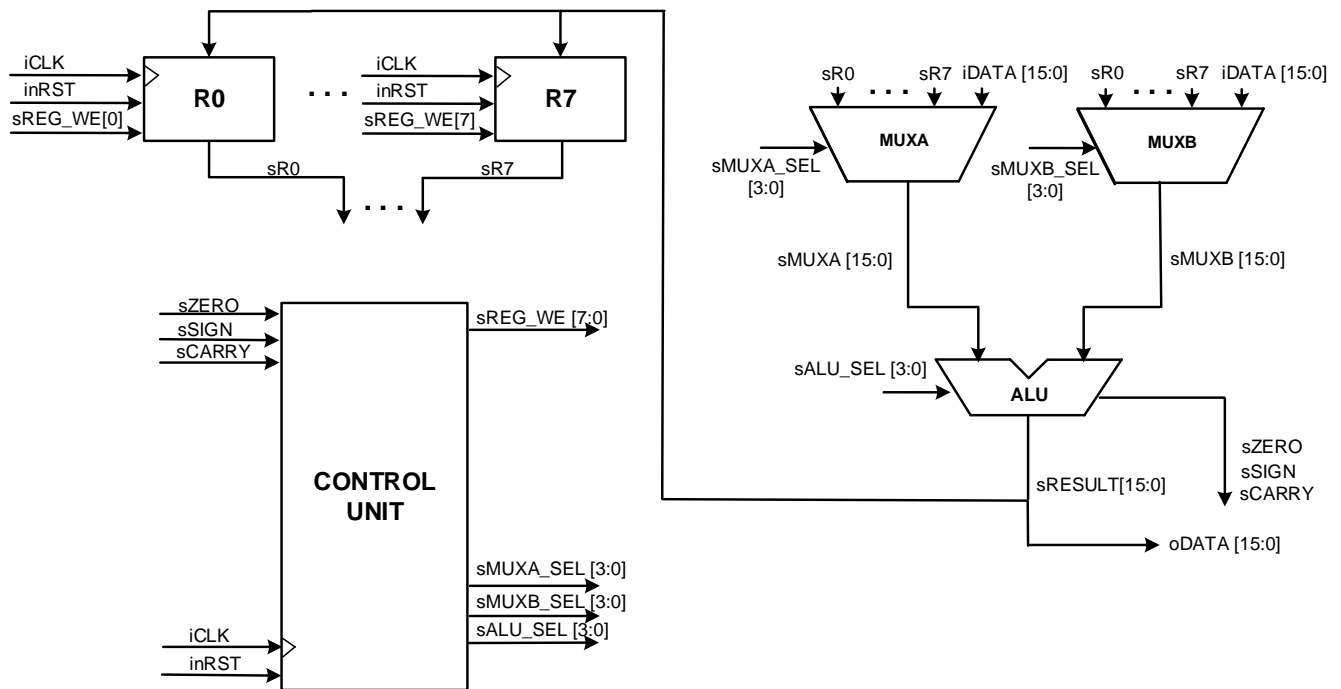 iCLK
inRST
sREG_WE[0]
R0
. . .
iCLK
inRST
sREG_WE[7]
R7
sR0
sR7
. . .
sR0
. . .
sR7
iDATA [15:0]
MUXA
sMUXA_SEL
[3:0]
sR0
. . .
sR7
iDATA [15:0]
MUXB
sMUXB_SEL
[3:0]
sMUXA [15:0]
sMUXB [15:0]
sZERO
sSIGN
sCARRY
sREG_WE [7:0]
CONTROL
UNIT
sMUXA_SEL [3:0]
sMUXB_SEL [3:0]
sALU_SEL [3:0]
iCLK
inRST
sALU_SEL [3:0]
ALU
sZERO
sSIGN
sCARRY
sRESULT[15:0]
oDATA [15:0]